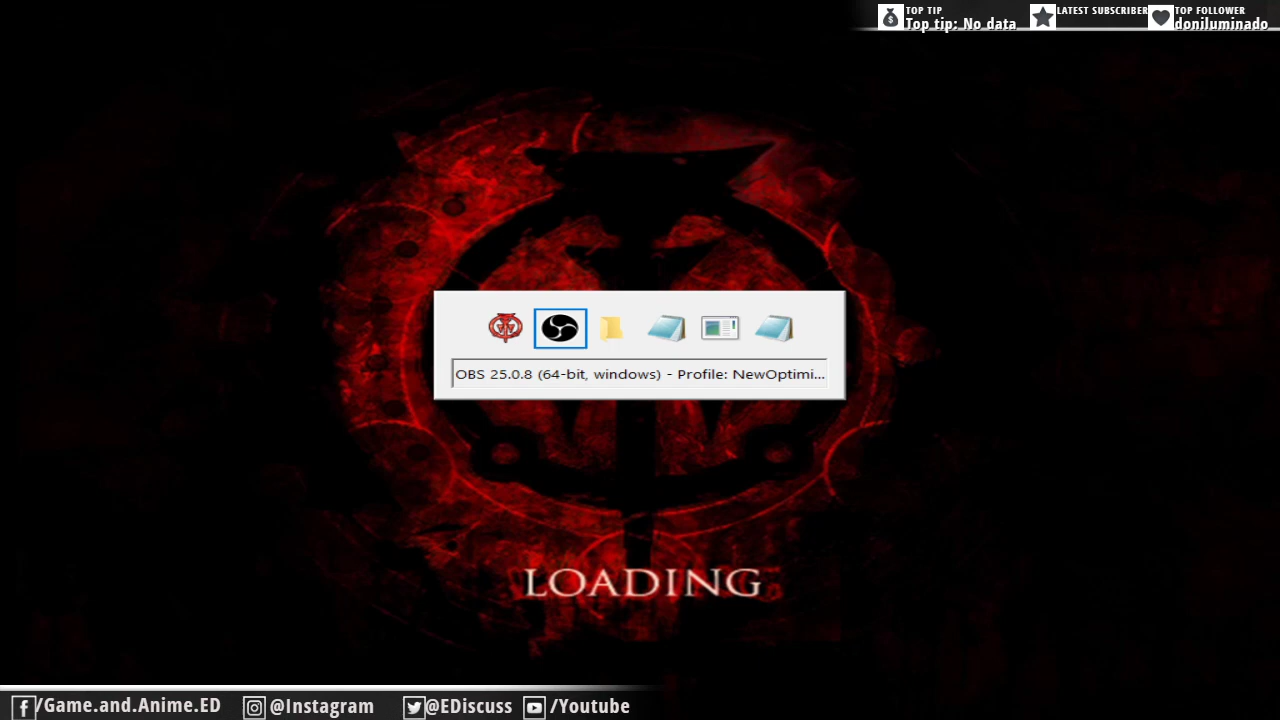 TOP TIP
Top tip: No data
LATEST SUBSCRIBER
TOP FOLLOWER
doniluminado
OBS 25.0.8 (64-bit, windows) - Profile: NewOptimi...
LOADING
/Game.and.Anime.ED
@Instagram
@EDiscuss
/Youtube